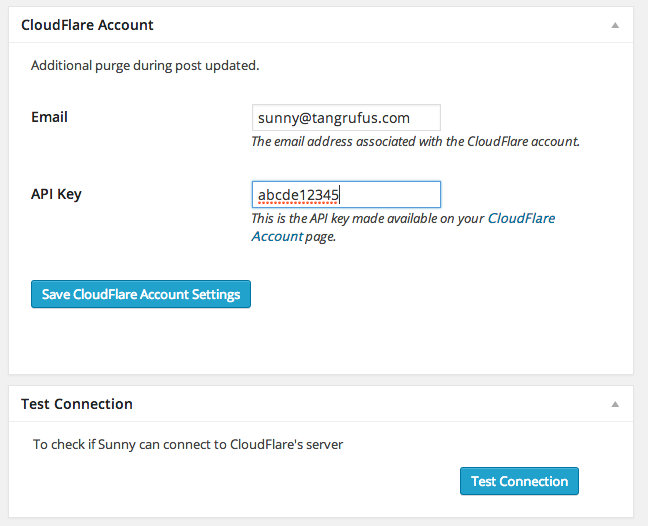 CloudFlare Account
Additional purge during post updated.
Email
sunny@tangrufus.com
The email address associated with the CloudFlare account.
API Key
abcde12345
This is the API key made available on your CloudFlare
Account page.
Save CloudFlare Account Settings
Test Connection
To check if Sunny can connect to CloudFlare's server
Test Connection